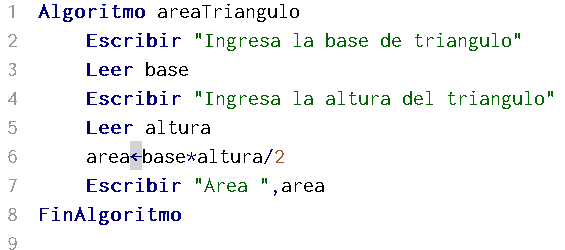 1 Algoritmo areaTriangulo
2 Escribir "Ingresa la base de triangulo"
3 Leer base
4 Escribir "Ingresa la altura del triangulo"
5 Leer altura
6 area←base*altura/2
7 Escribir "Area ",area
8 FinAlgoritmo
9